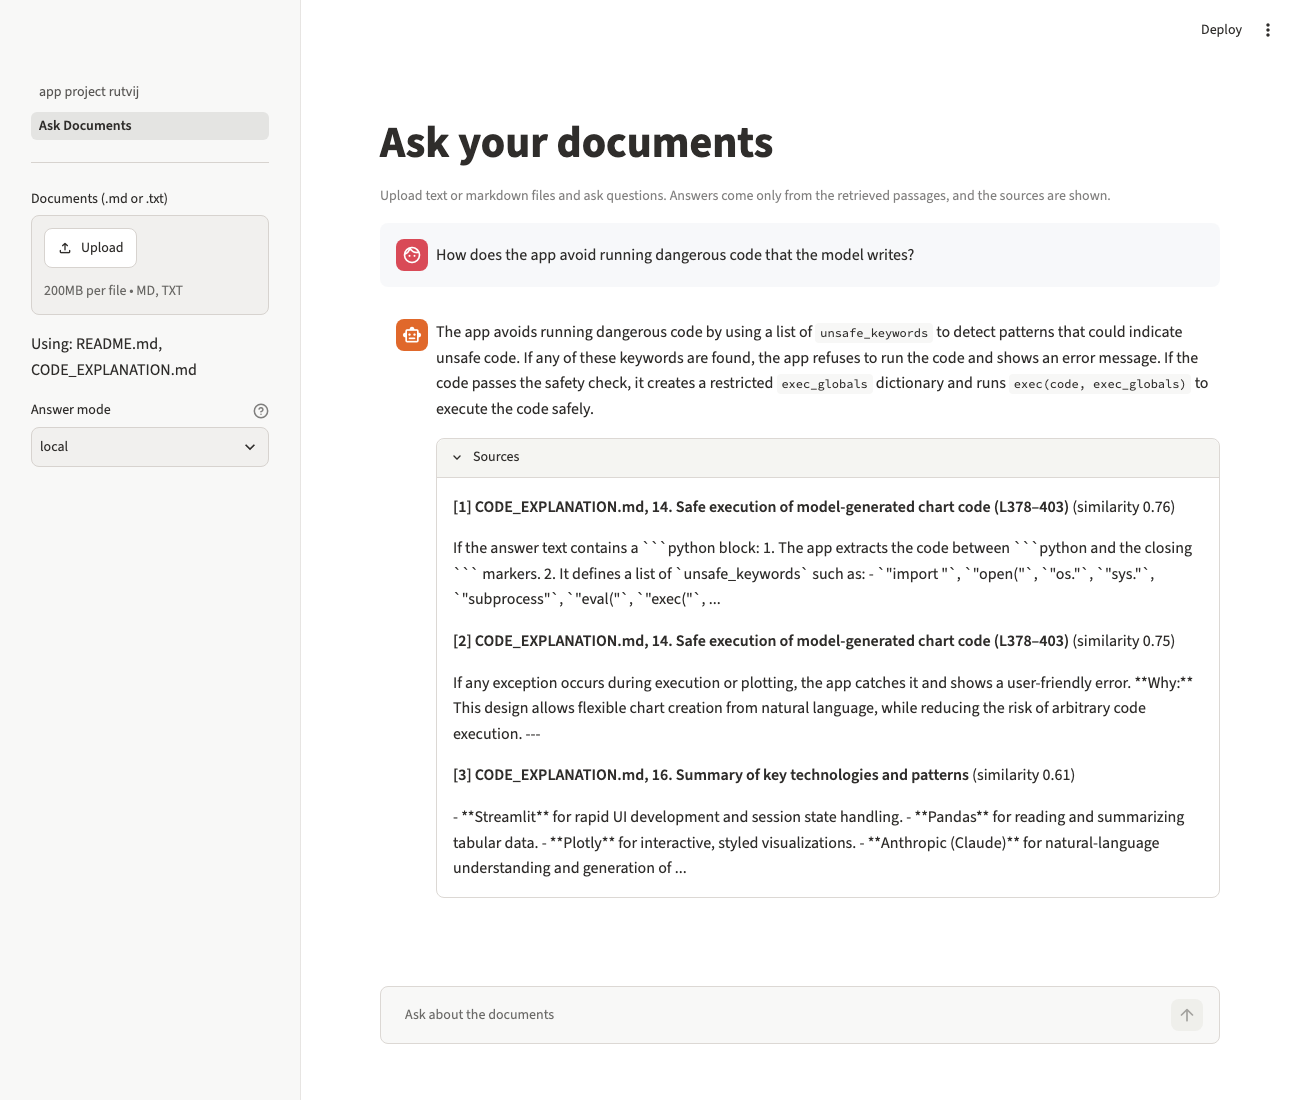 Deploy
app project rutvij
Ask Documents
Documents (.md or .txt)
Upload
200MB per file • MD, TXT
Using: README.md,
CODE_EXPLANATION.md
Answer mode
local
Ask your documents
Upload text or markdown files and ask questions. Answers come only from the retrieved passages, and the sources are shown.
How does the app avoid running dangerous code that the model writes?
The app avoids running dangerous code by using a list of unsafe_keywords to detect patterns that could indicate
unsafe code. If any of these keywords are found, the app refuses to run the code and shows an error message. If the
code passes the safety check, it creates a restricted exec_globals dictionary and runs exec(code, exec_globals) to
execute the code safely.
Sources
[1] CODE_EXPLANATION.md, 14. Safe execution of model-generated chart code (L378–403) (similarity 0.76)
If the answer text contains a ```python block: 1. The app extracts the code between ```python and the closing
``` markers. 2. It defines a list of `unsafe_keywords` such as: - `"import "`, `"open("`, `"os."`, `"sys."`,
`"subprocess"`, `"eval("`, `"exec("`, ...
[2] CODE_EXPLANATION.md, 14. Safe execution of model-generated chart code (L378–403) (similarity 0.75)
If any exception occurs during execution or plotting, the app catches it and shows a user-friendly error. **Why:**
This design allows flexible chart creation from natural language, while reducing the risk of arbitrary code
execution. ---
[3] CODE_EXPLANATION.md, 16. Summary of key technologies and patterns (similarity 0.61)
- **Streamlit** for rapid UI development and session state handling. - **Pandas** for reading and summarizing
tabular data. - **Plotly** for interactive, styled visualizations. - **Anthropic (Claude)** for natural-language
understanding and generation of ...
Ask about the documents